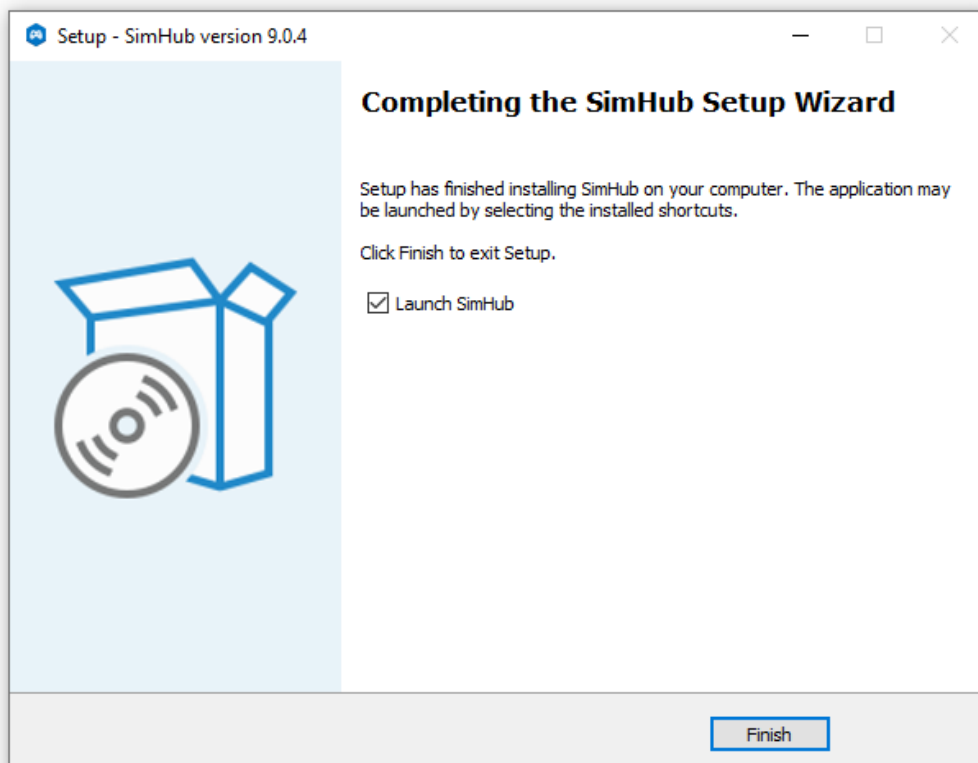 Setup - SimHub version 9.0.4
Completing the SimHub Setup Wizard
Setup has finished installing SimHub on your computer. The application may
be launched by selecting the installed shortcuts.
Click Finish to exit Setup.
Launch SimHub
Finish